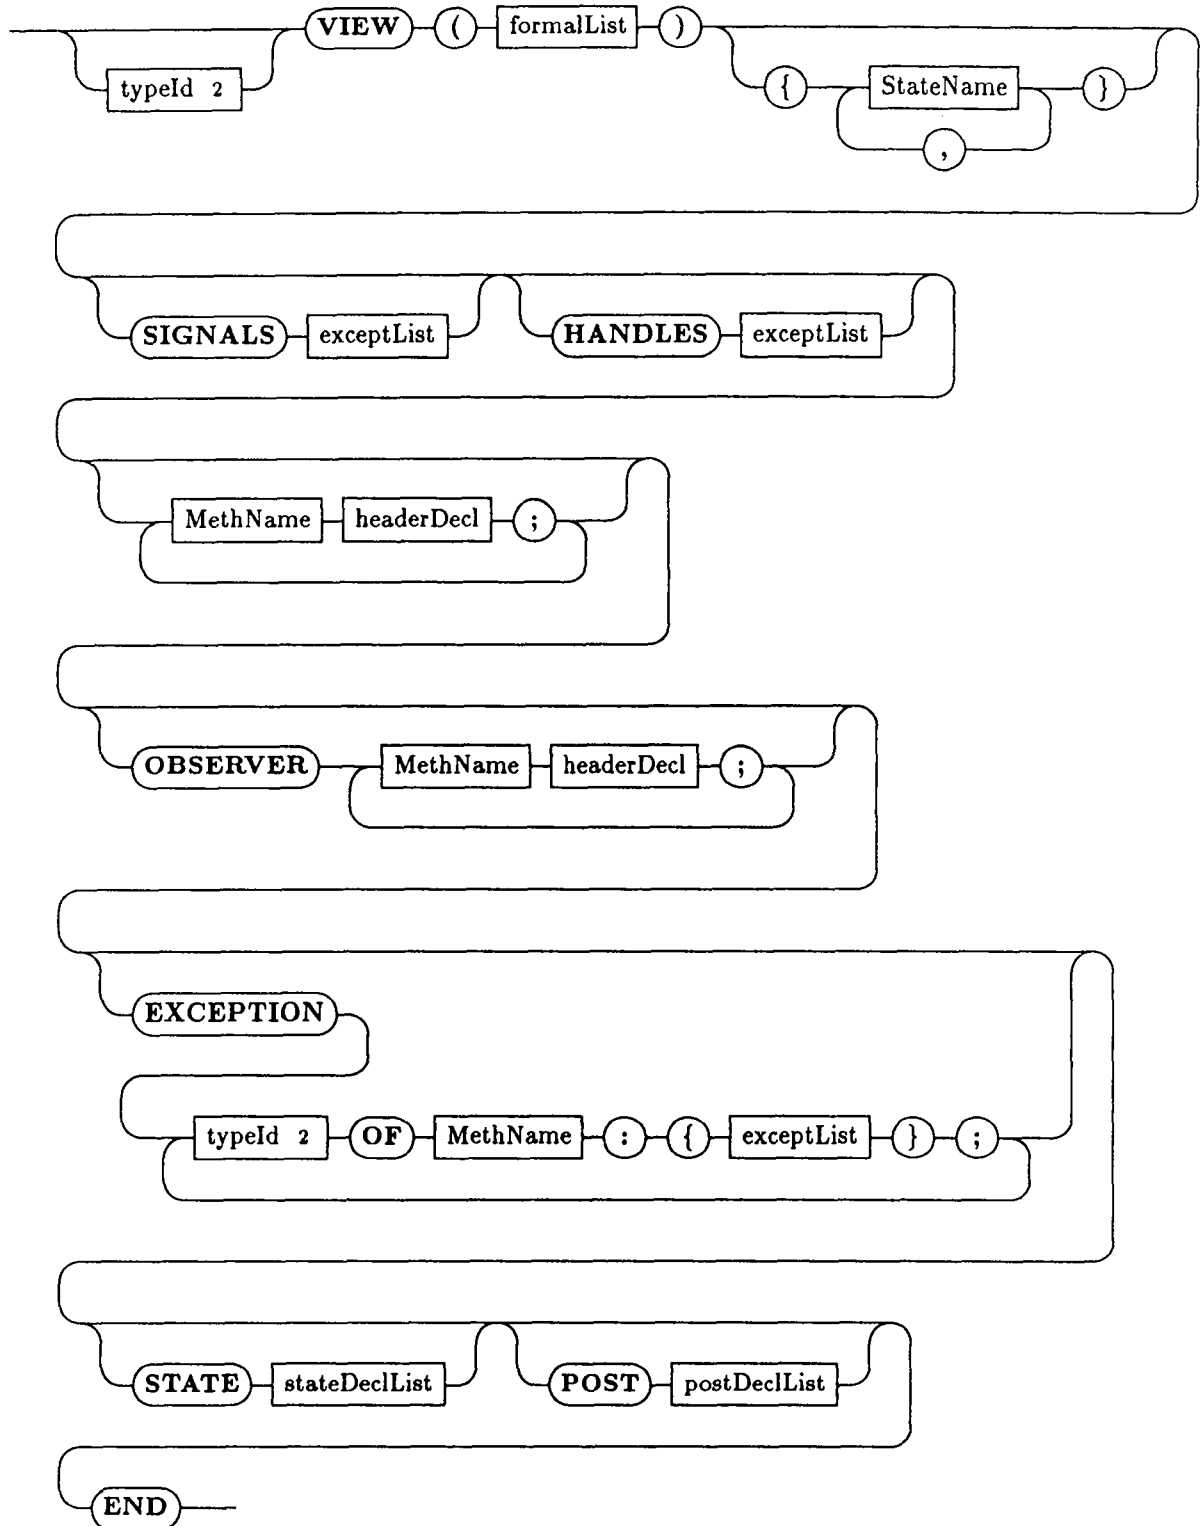 VIEW ( formalList )
typeId 2
{ StateName }
,
SIGNALS exceptList HANDLES exceptList
MethName headerDecl ;
OBSERVER MethName headerDecl ;
EXCEPTION
typeId 2 OF MethName : { exceptList } ;
STATE stateDeclList POST postDeclList
END